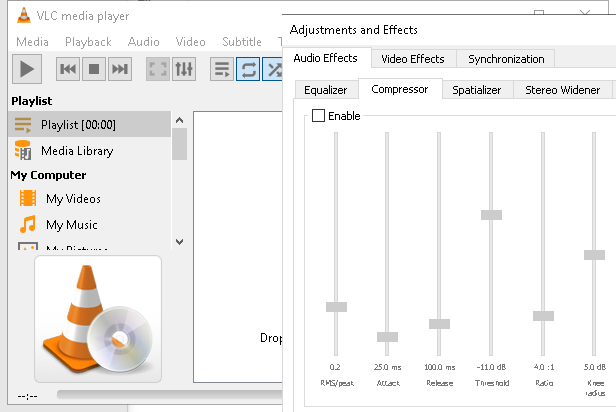 VLC media player
Media Playback Audio Video Subtitle T
Playlist
Playlist [00:00]
Media Library
My Computer
My Videos
My Music
My Pictures
Drop
--:--
Adjustments and Effects
Audio Effects Video Effects Synchronization
Equalizer Compressor Spatializer Stereo Widener
Enable
0.2 25.0 ms 100.0 ms -11.0 dB 4.0 :1 5.0 dB
RMS/peak Attack Release Threshold Ratio Knee
radius